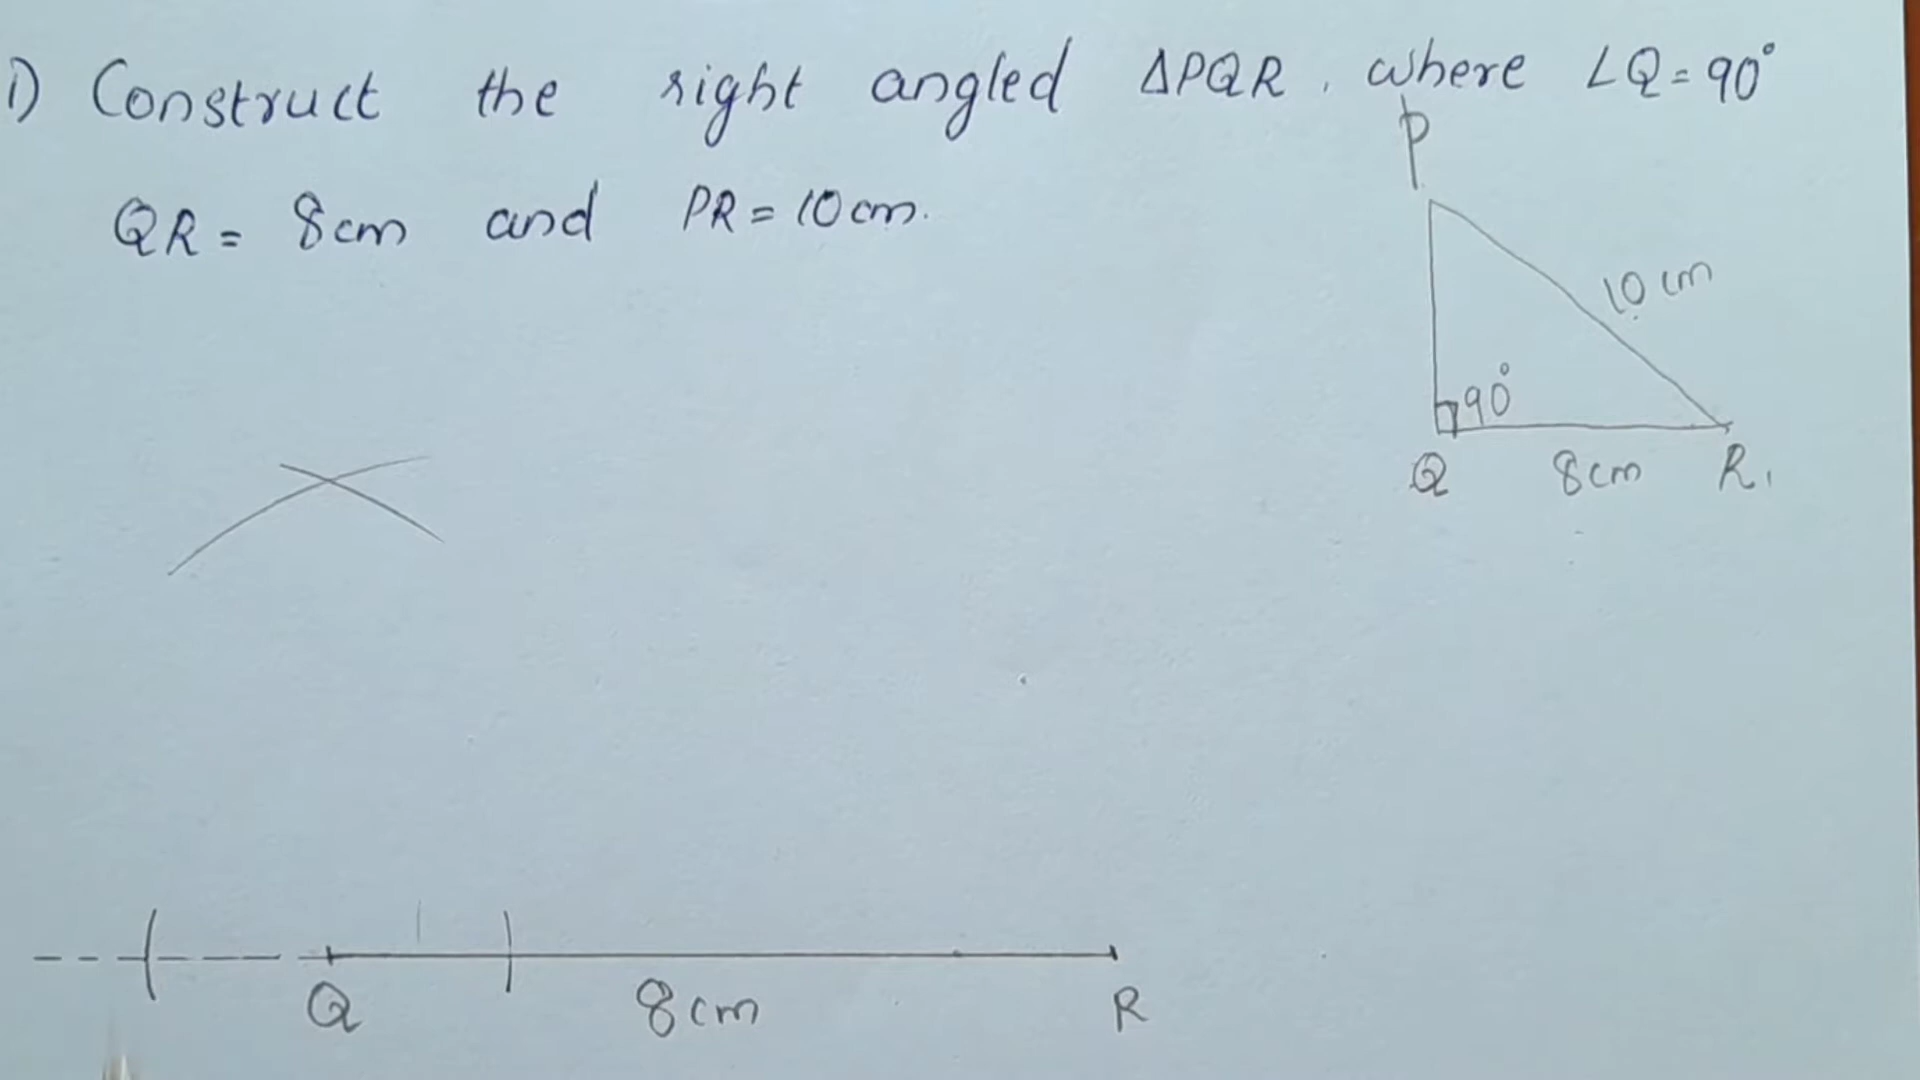 1) Construct the right angled ΔPQR, where ∠Q = 90°
QR = 8cm and PR = 10cm.
P
10 cm
90°
Q 8cm R
Q 8cm R